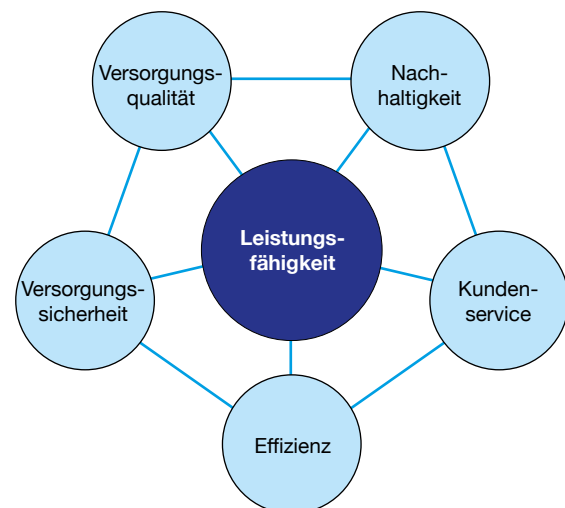 Versorgungs-
qualität
Nach-
haltigkeit
Leistungs-
fähigkeit
Versorgungs-
sicherheit
Kunden-
service
Effizienz